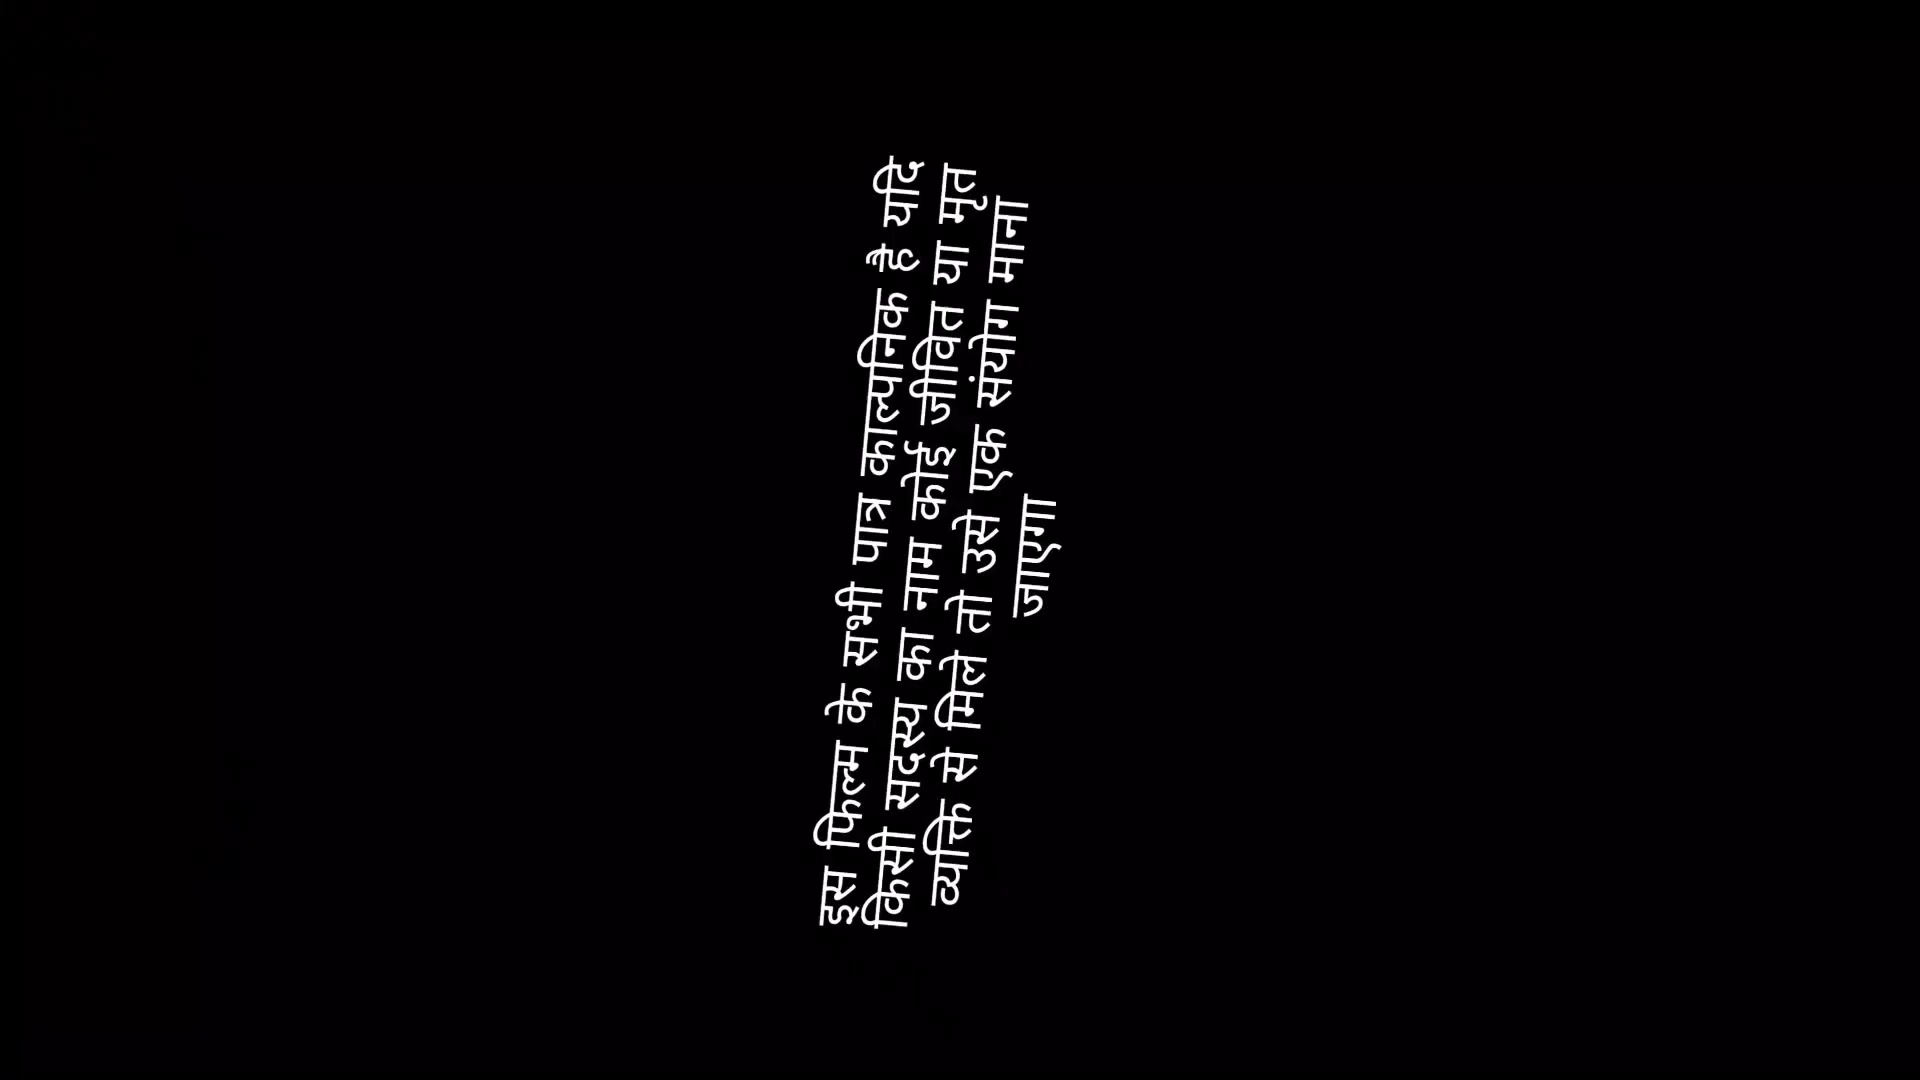 इस फिल्म के सभी पात्र काल्पनिक है यदि
किसी सदस्य का नाम कोई जीवित या मृत
व्यक्ति से मिले तो उसे एक संयोग माना
जाएगा